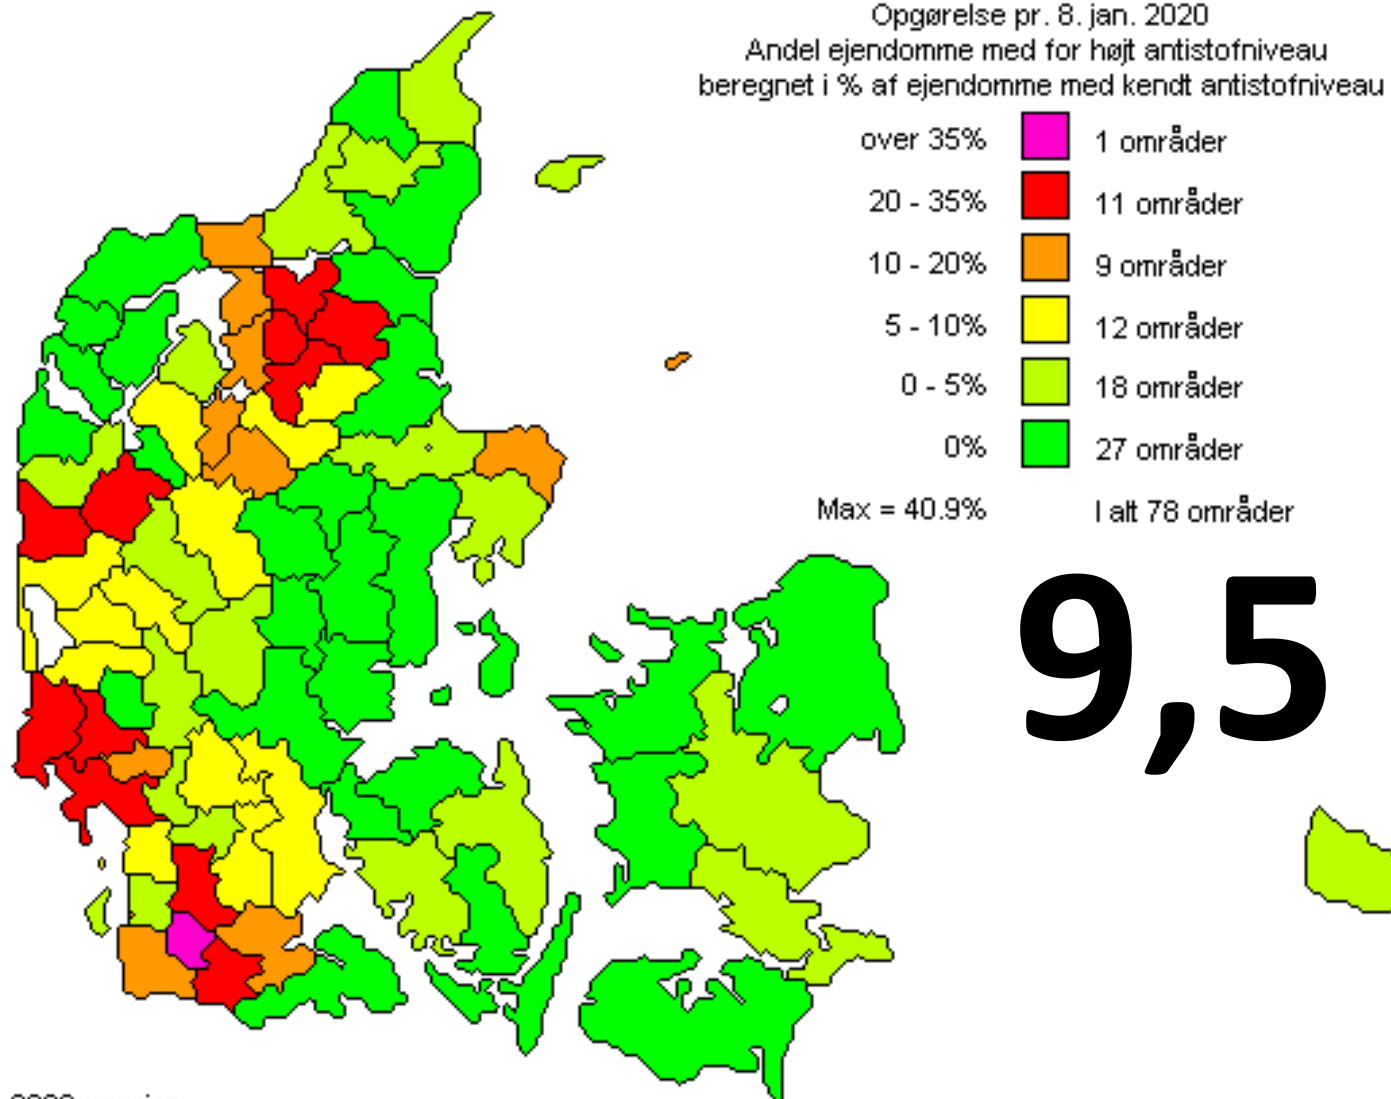 Opgørelse pr. 8. jan. 2020
Andel ejendomme med for højt antistofniveau
beregnet i % af ejendomme med kendt antistofniveau
over 35% 1 områder
20 - 35% 11 områder
10 - 20% 9 områder
5 - 10% 12 områder
0 - 5% 18 områder
0% 27 områder
Max = 40.9% I alt 78 områder
9,5